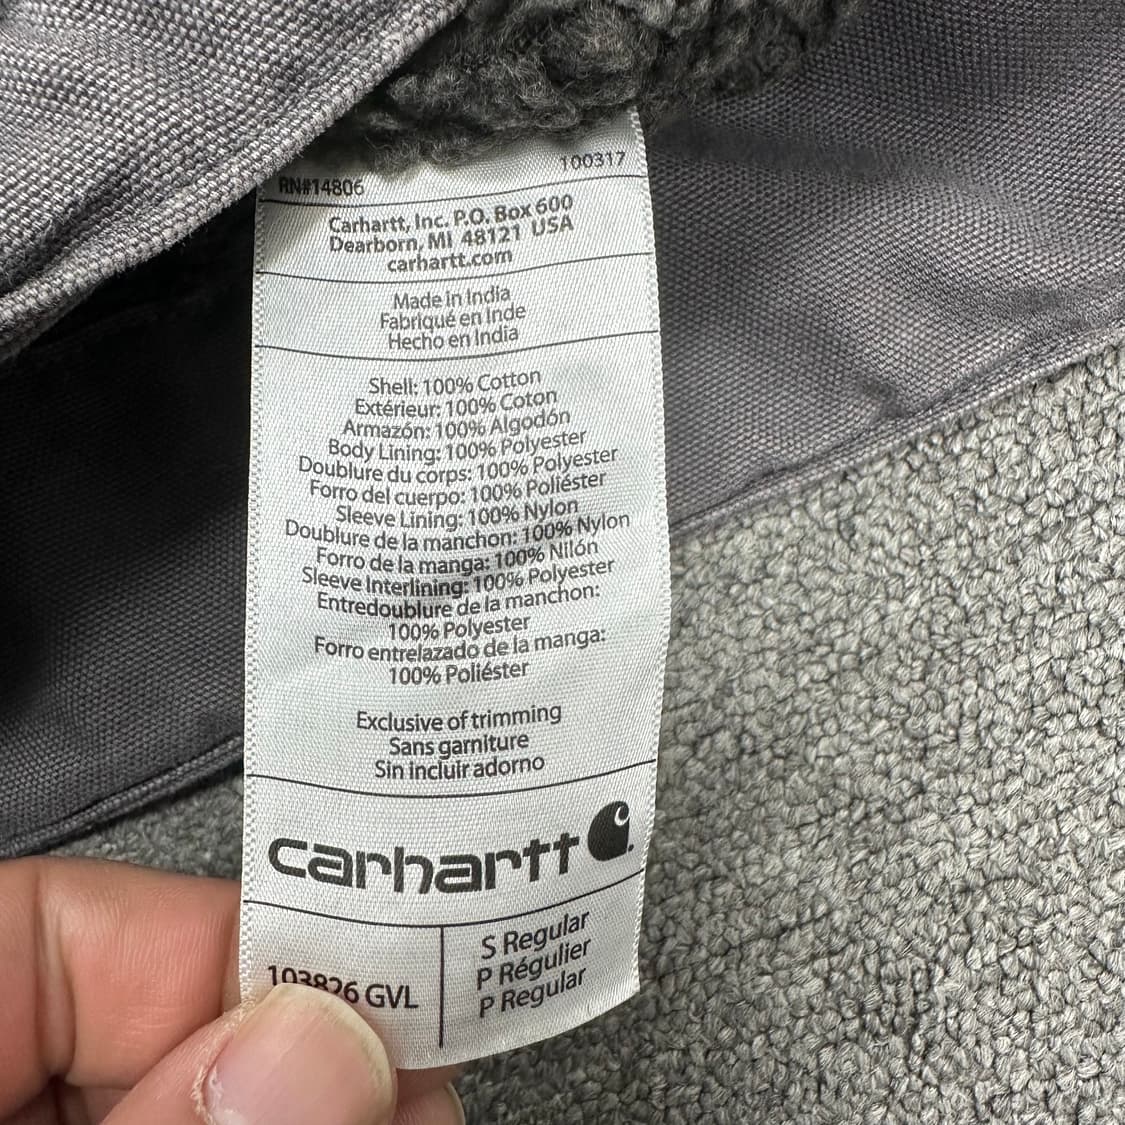 100317
RN#14806
Carhartt, Inc. P.O. Box 600
Dearborn, MI 48121 USA
carhartt.com
Made in India
Fabriqué en Inde
Hecho en India
Shell: 100% Cotton
Extérieur: 100% Coton
Armazón: 100% Algodón
Body Lining: 100% Polyester
Doublure du corps: 100% Polyester
Forro del cuerpo: 100% Poliéster
Sleeve Lining: 100% Nylon
Doublure de la manchon: 100% Nylon
Forro de la manga: 100% Nilón
Sleeve Interlining: 100% Polyester
Entredoublure de la manchon:
100% Polyester
Forro entrelazado de la manga:
100% Poliéster
Exclusive of trimming
Sans garniture
Sin incluir adorno
carhartt
103826 GVL
S Regular
P Régulier
P Regular